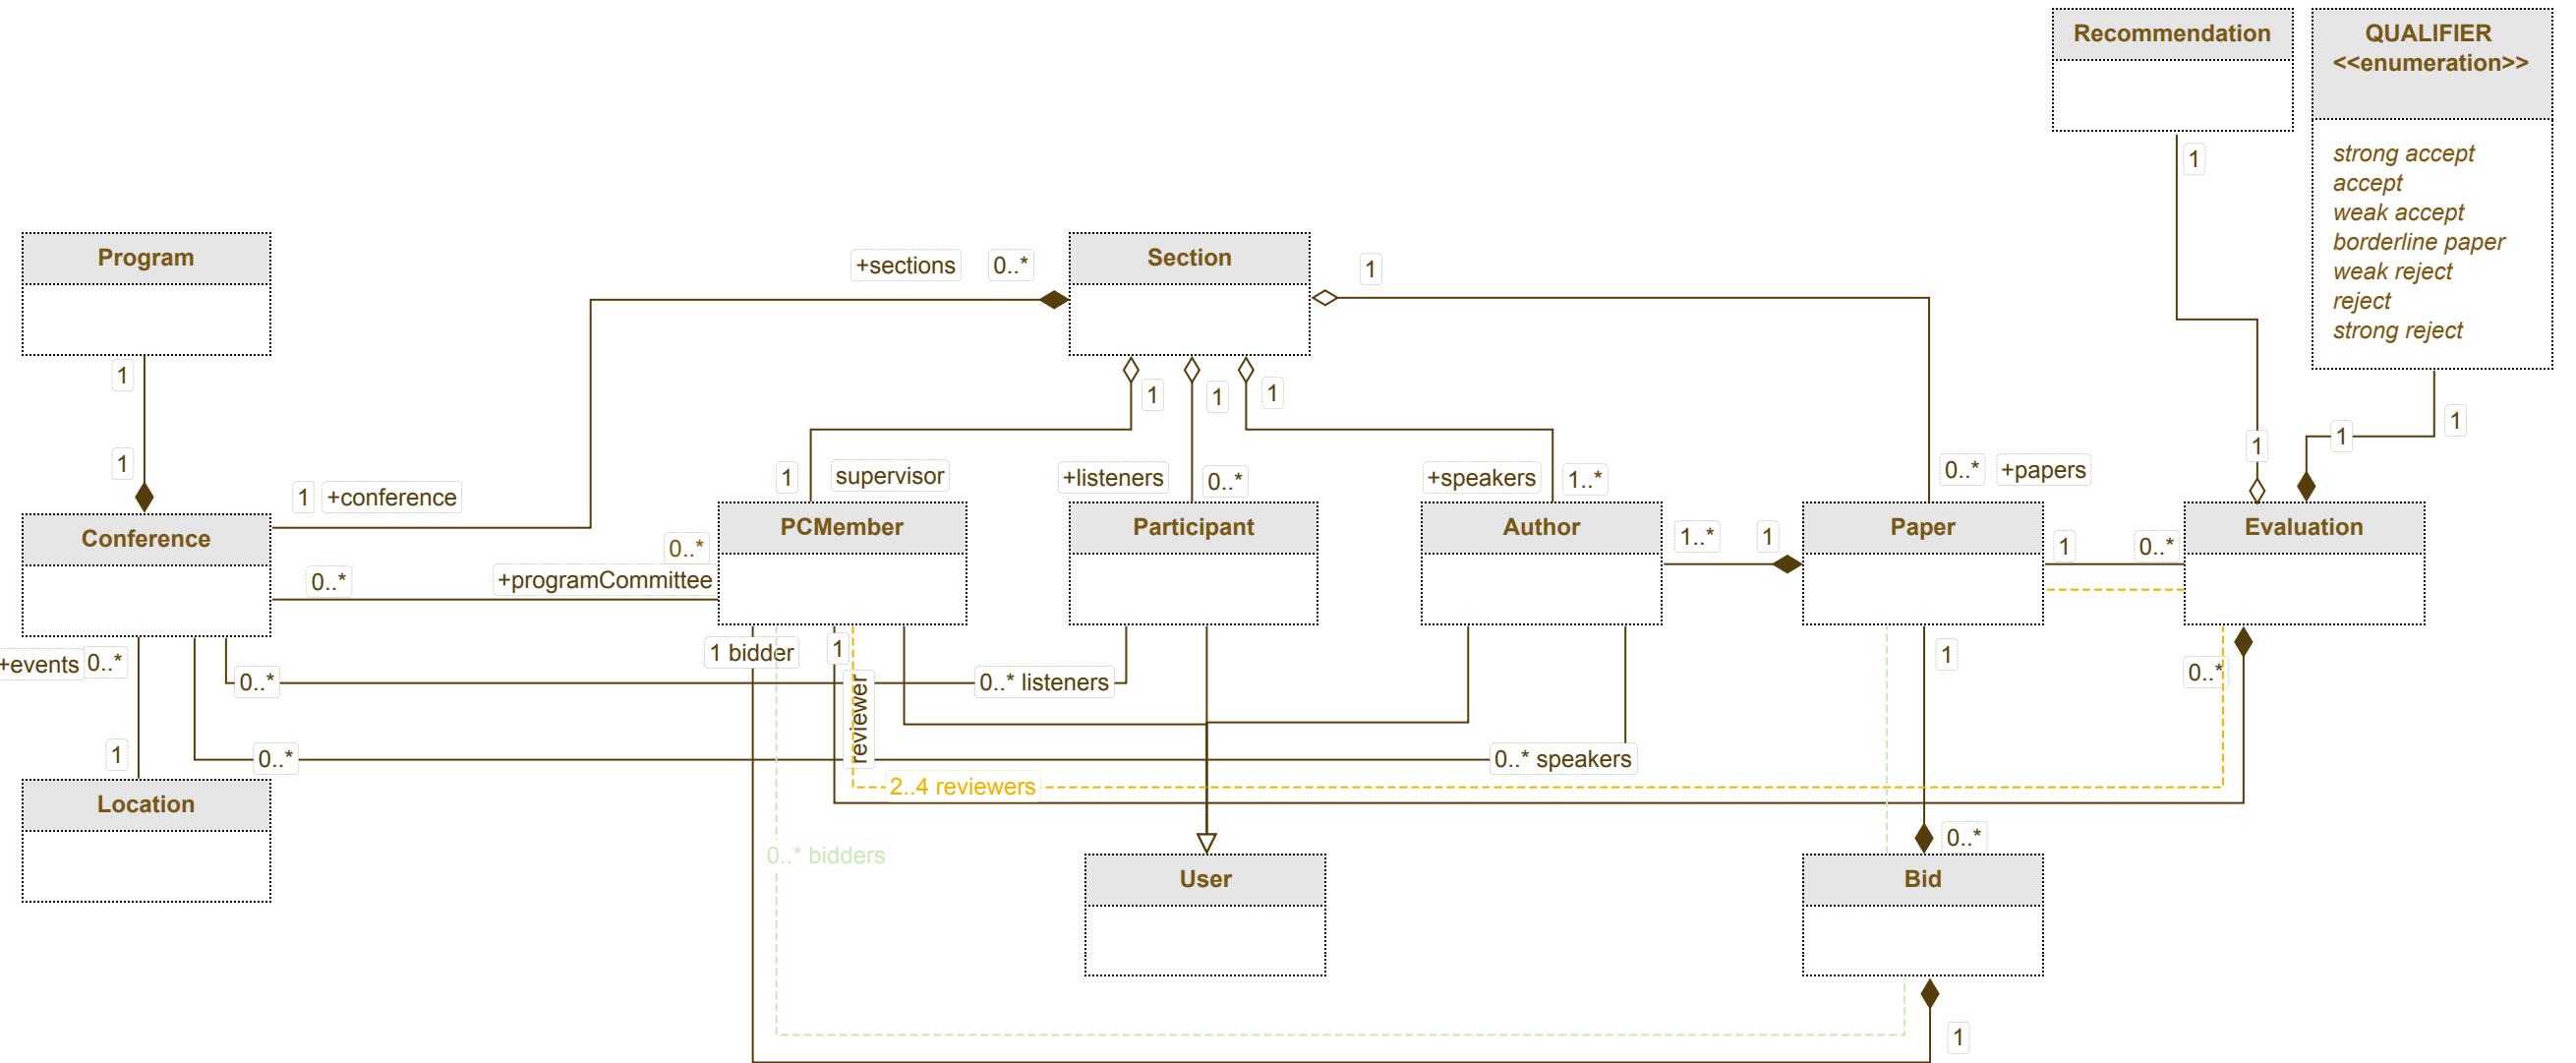 Recommendation
QUALIFIER
<<enumeration>>
strong accept
accept
weak accept
borderline paper
weak reject
reject
strong reject
1
1
1
1
Program
1
1
+sections 0..*
Section
1
1
1
1
1 +conference
Conference
0..*
0..*
+programCommittee
1 supervisor
PCMember
+listeners 0..*
Participant
+speakers 1..*
Author
1..* 1
0..* +papers
Paper
1 0..*
Evaluation
+events 0..*
0..*
0..* listeners
1 bidder
1
reviewer
1
0..*
1
0..*
0..* speakers
2..4 reviewers
Location
0..* bidders
User
0..*
Bid
1